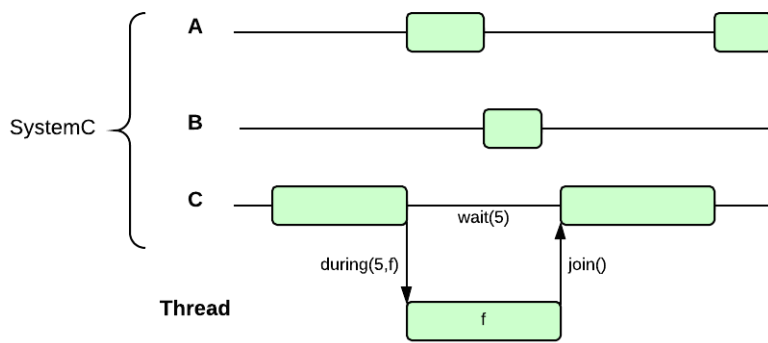 A
SystemC
B
C
wait(5)
during(5,f)
join()
Thread
f